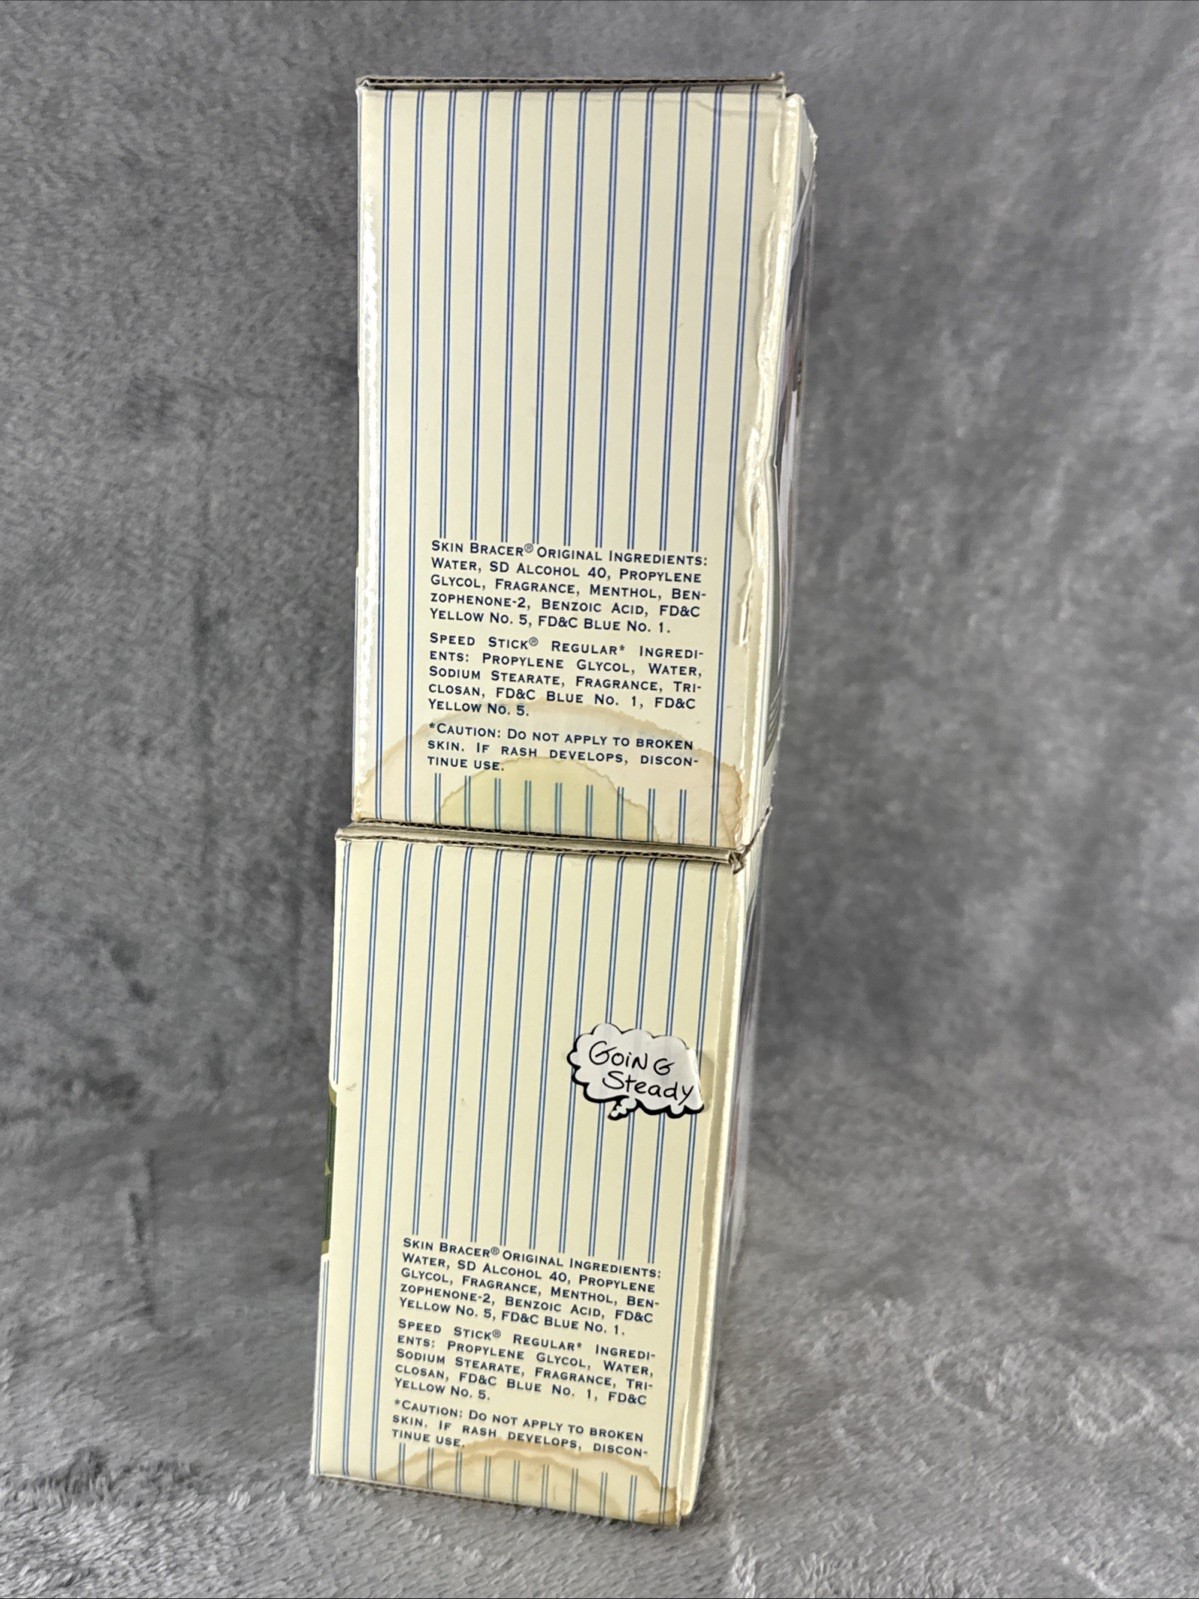 SKIN BRACER® ORIGINAL INGREDIENTS:
WATER, SD ALCOHOL 40, PROPYLENE
GLYCOL, FRAGRANCE, MENTHOL, BEN-
ZOPHENONE-2, BENZOIC ACID, FD&C
YELLOW NO. 5, FD&C BLUE NO. 1.
SPEED STICK® REGULAR* INGREDI-
ENTS: PROPYLENE GLYCOL, WATER,
SODIUM STEARATE, FRAGRANCE, TRI-
CLOSAN, FD&C BLUE NO. 1, FD&C
YELLOW NO. 5.
*CAUTION: DO NOT APPLY TO BROKEN
SKIN. IF RASH DEVELOPS, DISCON-
TINUE USE.
GOING
Steady
SKIN BRACER® ORIGINAL INGREDIENTS:
WATER, SD ALCOHOL 40, PROPYLENE
GLYCOL, FRAGRANCE, MENTHOL, BEN-
ZOPHENONE-2, BENZOIC ACID, FD&C
YELLOW NO. 5, FD&C BLUE NO. 1.
SPEED STICK® REGULAR* INGREDI-
ENTS: PROPYLENE GLYCOL, WATER,
SODIUM STEARATE, FRAGRANCE, TRI-
CLOSAN, FD&C BLUE NO. 1, FD&C
YELLOW NO. 5.
*CAUTION: DO NOT APPLY TO BROKEN
SKIN. IF RASH DEVELOPS, DISCON-
TINUE USE.